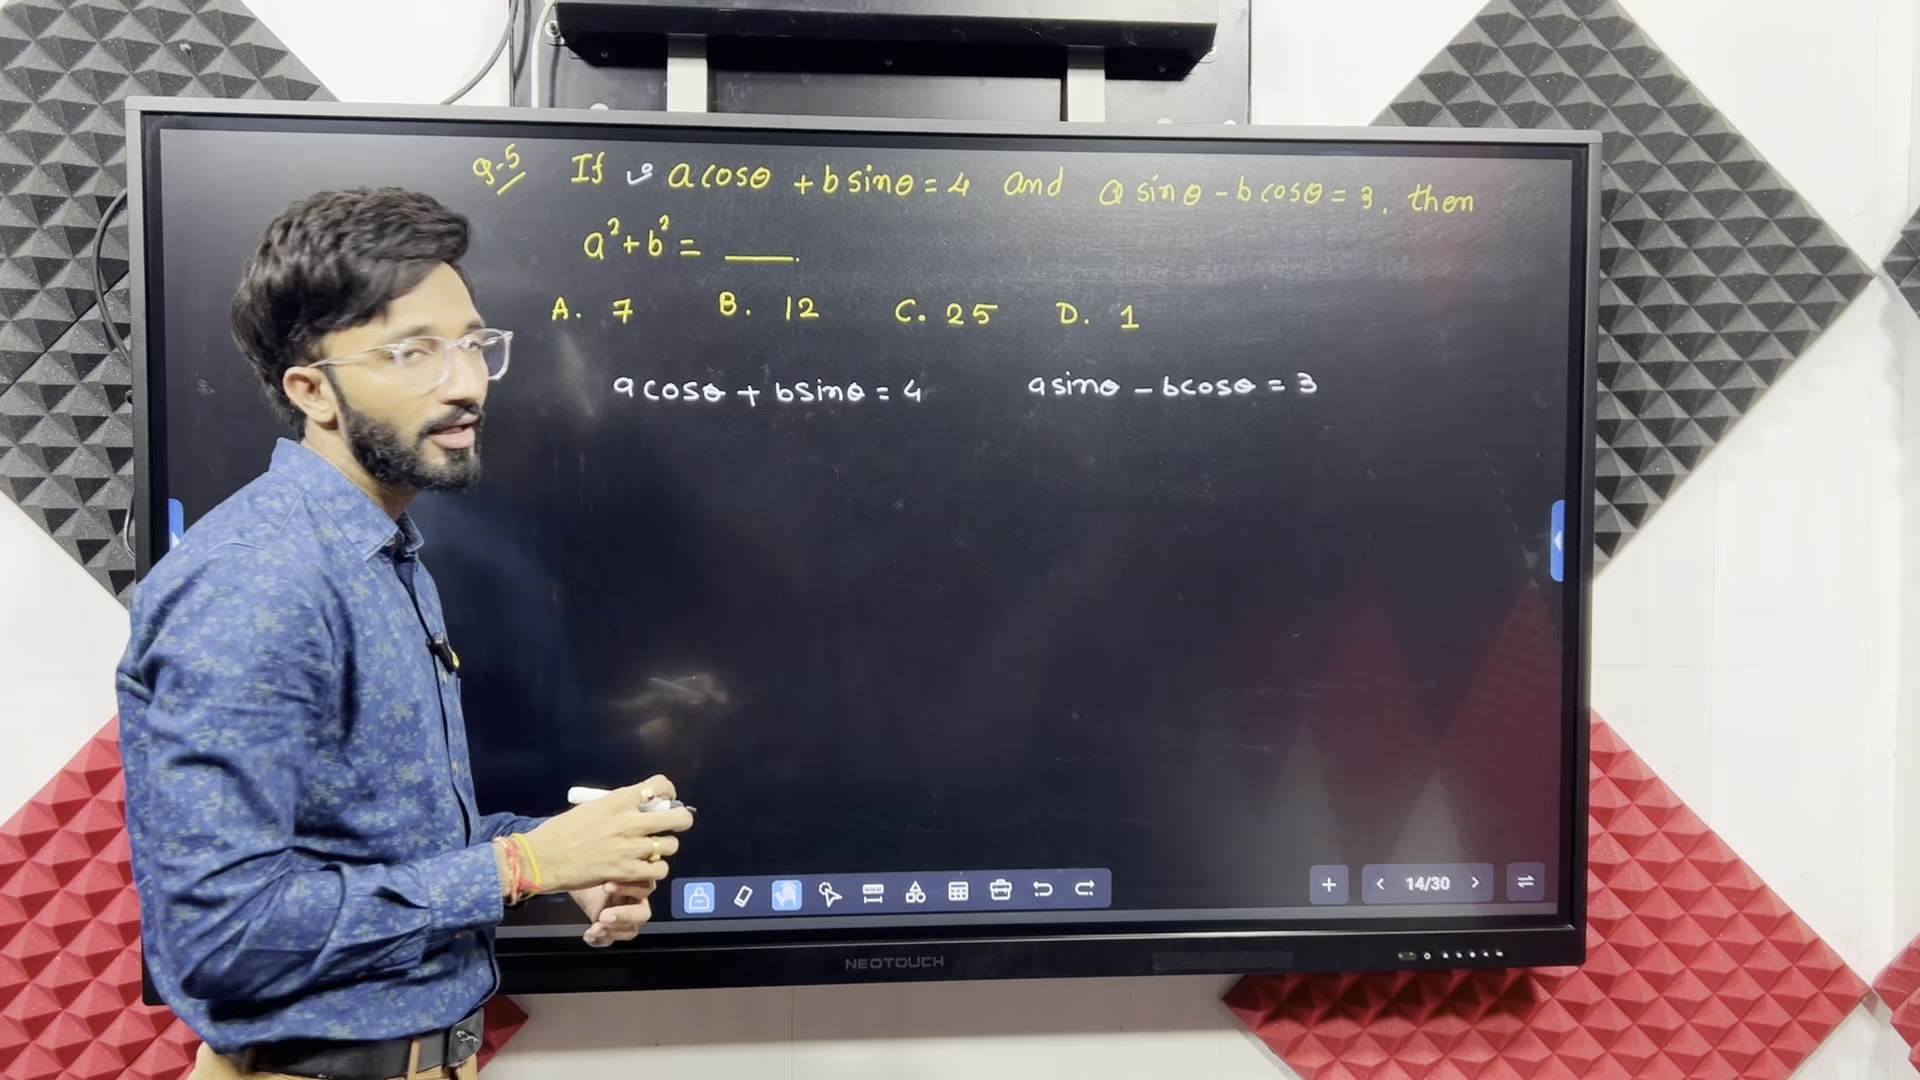 Q-5 If a cosθ + b sinθ = 4 and a sinθ - b cosθ = 3, then
a² + b² = ____.
A. 7 B. 12 C. 25 D. 1
a cosθ + b sinθ = 4 a sinθ - b cosθ = 3
14/30
NEOTOUCH